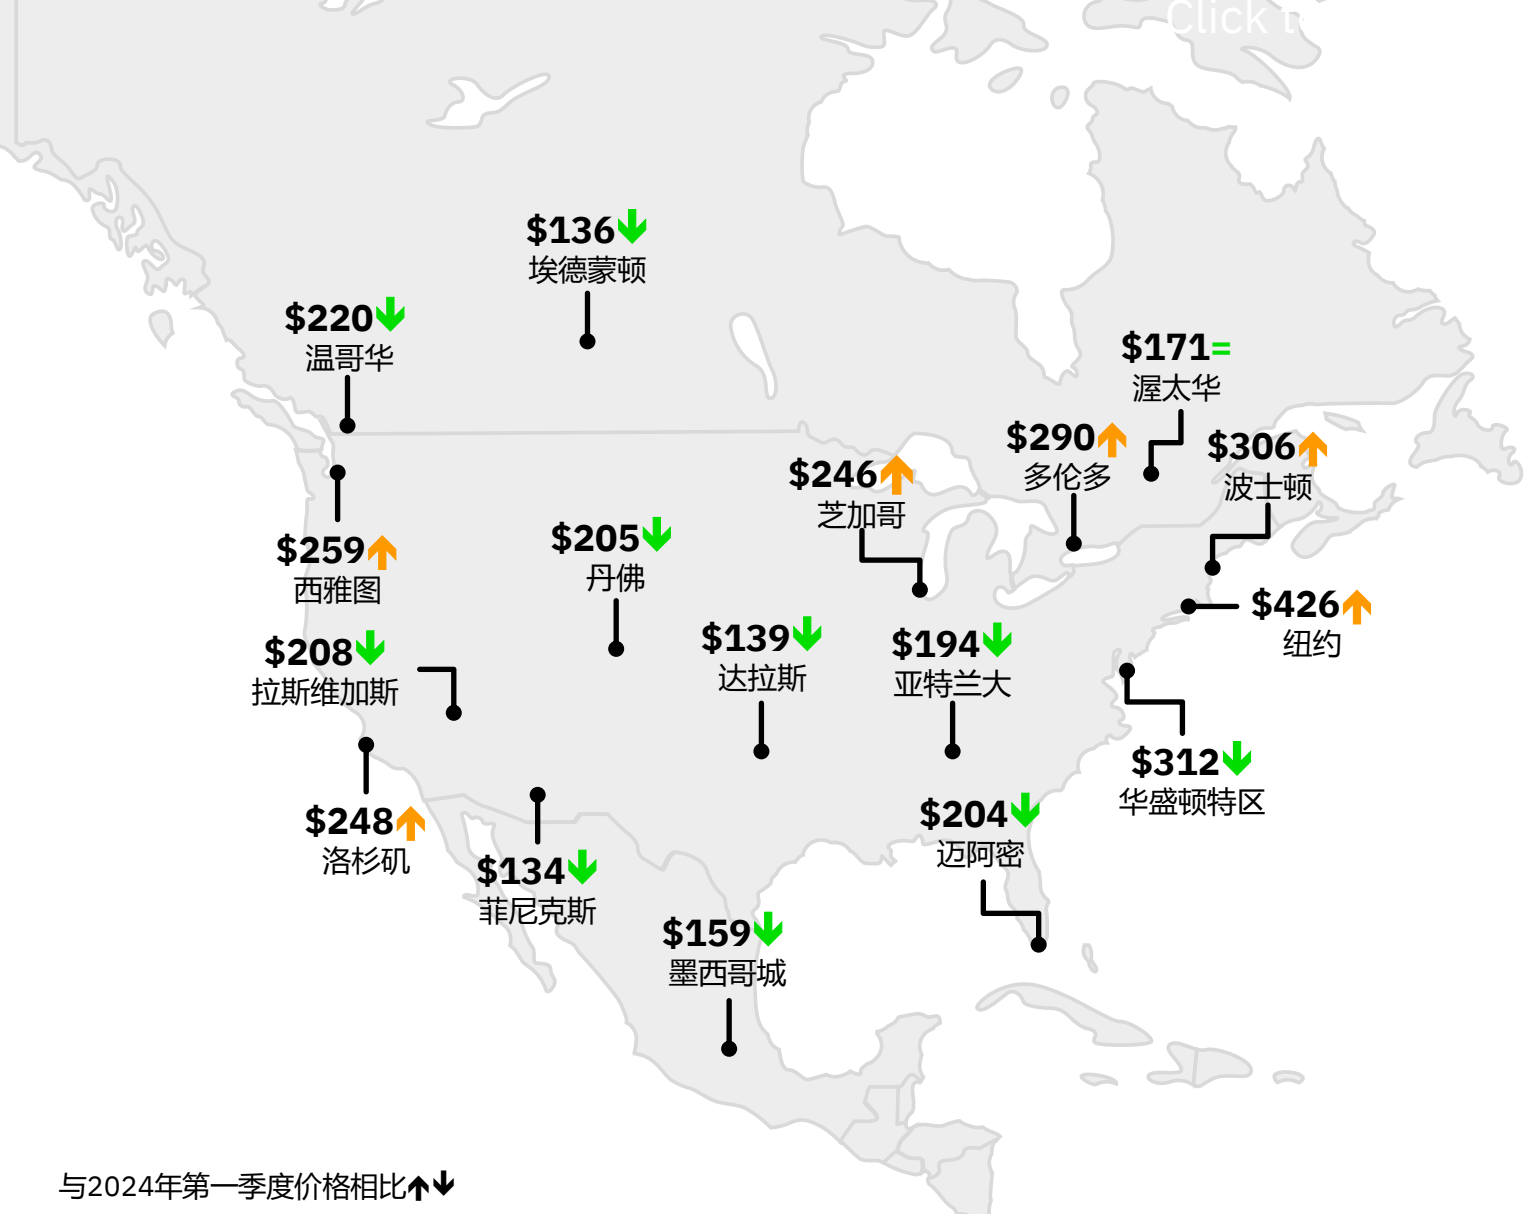 Click t
$136↓
埃德蒙顿
$220↓
温哥华
$171=
渥太华
$290↑
多伦多
$306↑
波士顿
$246↑
芝加哥
$259↑
西雅图
$205↓
丹佛
$426↑
纽约
$208↓
拉斯维加斯
$139↓
达拉斯
$194↓
亚特兰大
$312↓
华盛顿特区
$248↑
洛杉矶
$204↓
迈阿密
$134↓
菲尼克斯
$159↓
墨西哥城
与2024年第一季度价格相比↑↓